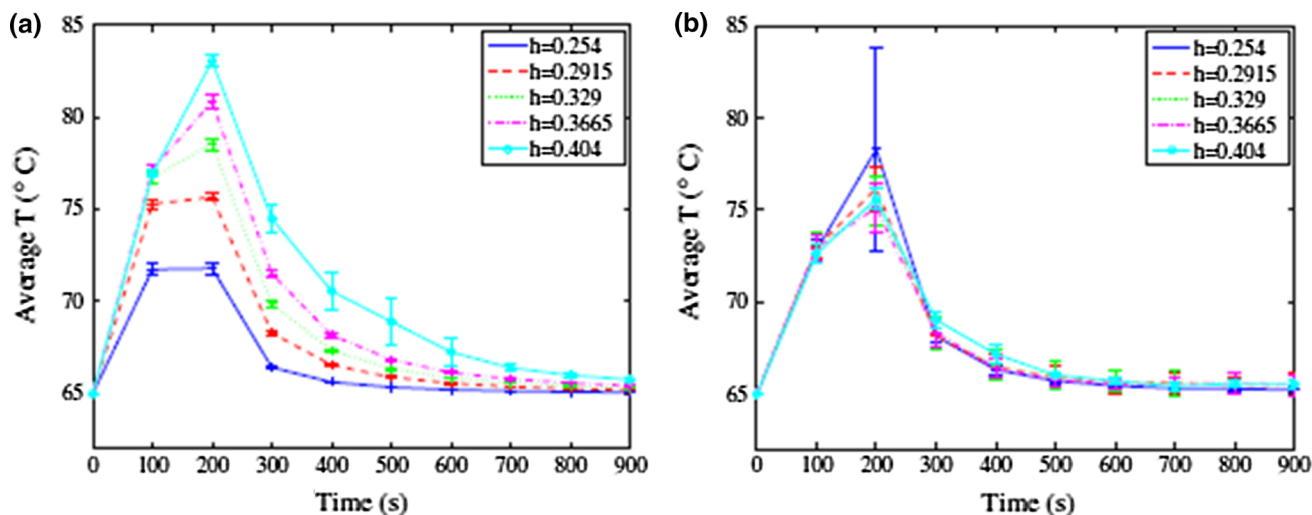 (a)
85
80
75
70
65
Average T (° C)
0 100 200 300 400 500 600 700 800 900
Time (s)
h=0.254
h=0.2915
h=0.329
h=0.3665
h=0.404
(b)
85
80
75
70
65
Average T (° C)
0 100 200 300 400 500 600 700 800 900
Time (s)
h=0.254
h=0.2915
h=0.329
h=0.3665
h=0.404